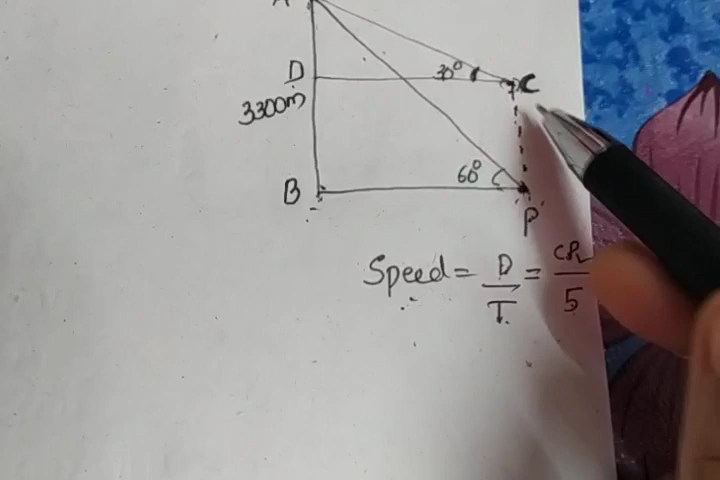 A
D 30° C
3300m
B 60° P
Speed = D/T = CP/5